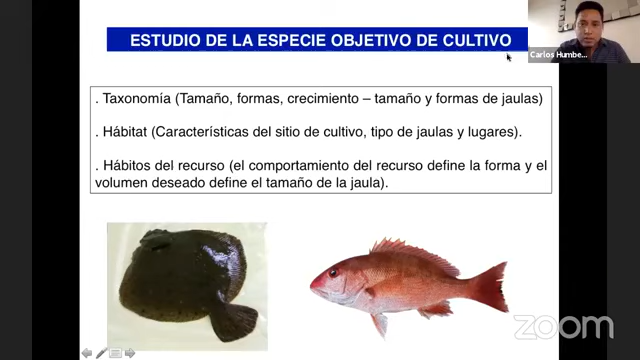 ESTUDIO DE LA ESPECIE OBJETIVO DE CULTIVO
Carlos Humbe...
. Taxonomía (Tamaño, formas, crecimiento – tamaño y formas de jaulas)
. Hábitat (Características del sitio de cultivo, tipo de jaulas y lugares).
. Hábitos del recurso (el comportamiento del recurso define la forma y el
volumen deseado define el tamaño de la jaula).
zoom